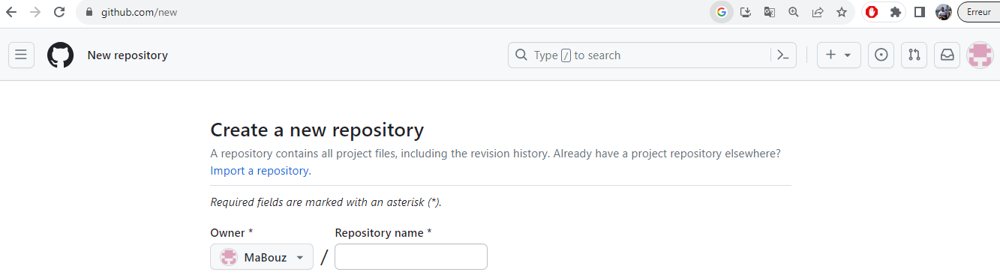 github.com/new
Erreur
New repository
Type / to search
Create a new repository
A repository contains all project files, including the revision history. Already have a project repository elsewhere?
Import a repository.
Required fields are marked with an asterisk (*).
Owner * Repository name *
MaBouz /